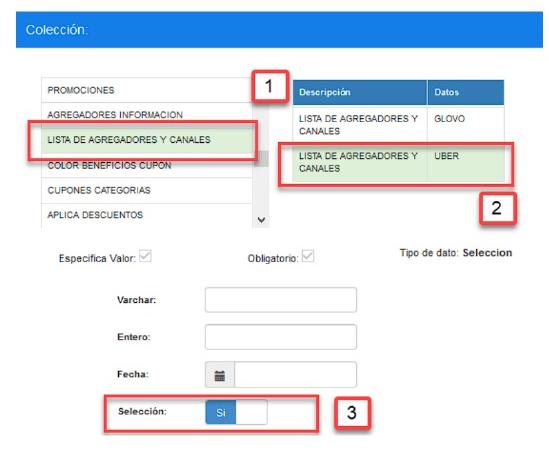 Colección:
PROMOCIONES
AGREGADORES INFORMACION
LISTA DE AGREGADORES Y CANALES
COLOR BENEFICIOS CUPON
CUPONES CATEGORIAS
APLICA DESCUENTOS
1
Descripción Datos
LISTA DE AGREGADORES Y GLOVO
CANALES
LISTA DE AGREGADORES Y UBER
CANALES
2
Especifica Valor: Obligatorio: Tipo de dato: Seleccion
Varchar:
Entero:
Fecha:
Selección: Si
3